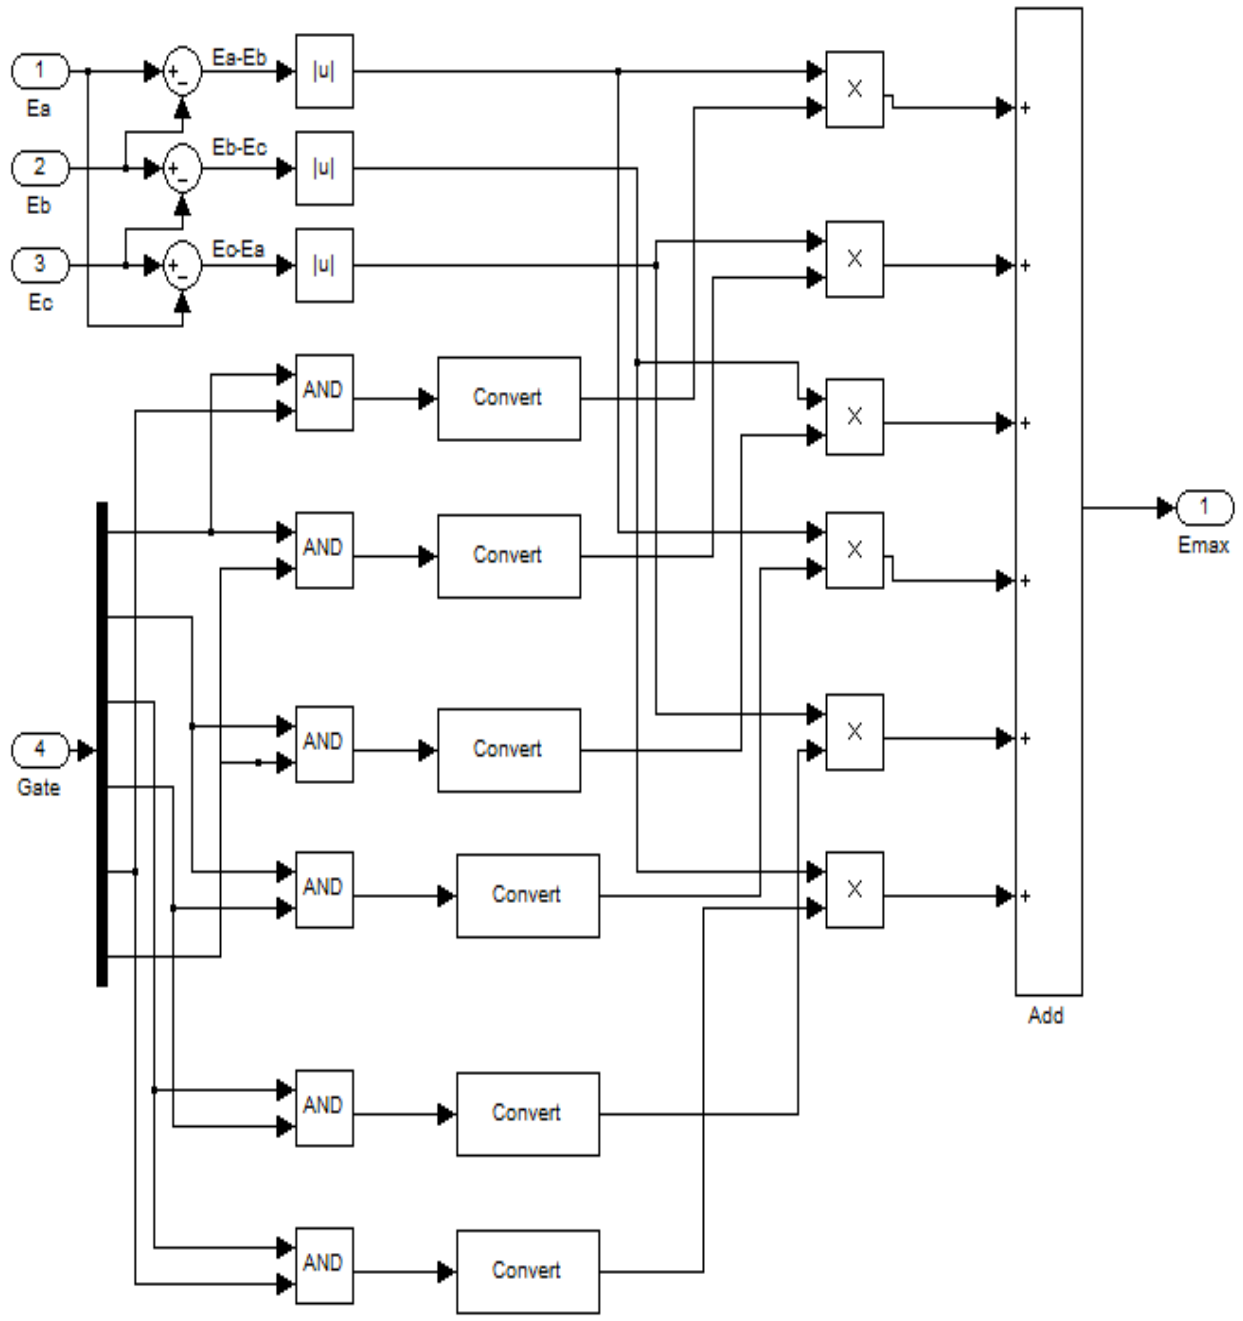 1
Ea
+
−
Ea-Eb
|u|
X
+
2
Eb
+
−
Eb-Ec
|u|
3
Ec
+
−
Ec-Ea
|u|
X
+
AND
Convert
X
+
AND
Convert
X
+
1
Emax
4
Gate
AND
Convert
X
+
AND
Convert
X
+
Add
AND
Convert
AND
Convert